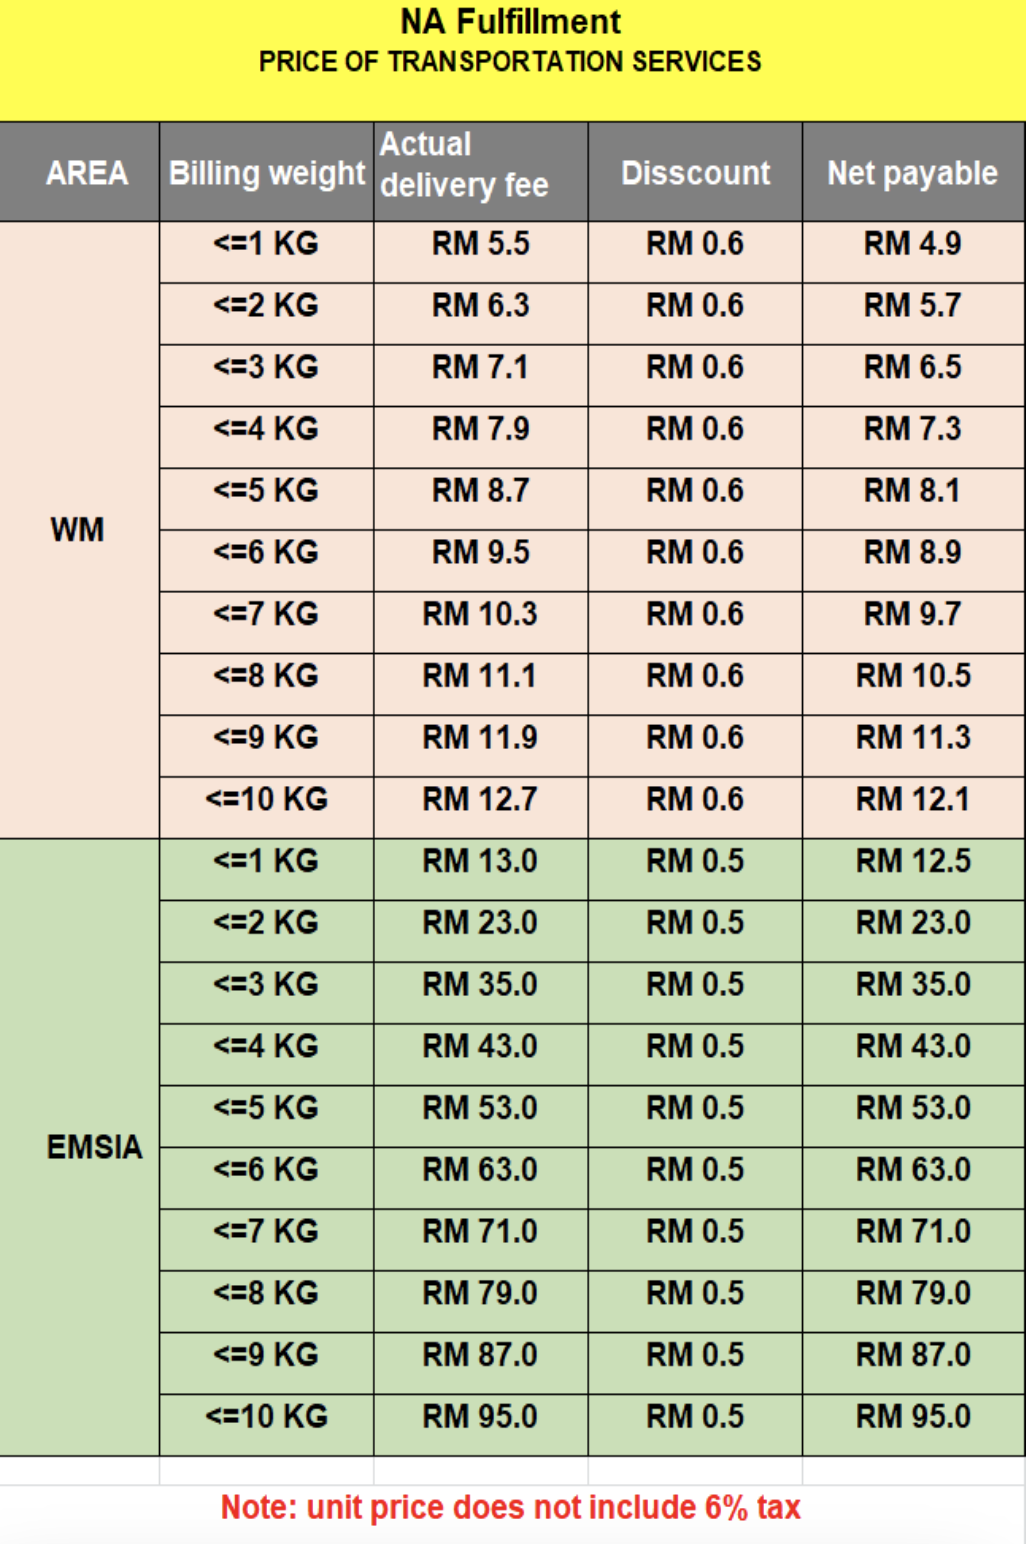 NA Fulfillment
PRICE OF TRANSPORTATION SERVICES
AREA Billing weight Actual delivery fee Disscount Net payable
WM
<=1 KG RM 5.5 RM 0.6 RM 4.9
<=2 KG RM 6.3 RM 0.6 RM 5.7
<=3 KG RM 7.1 RM 0.6 RM 6.5
<=4 KG RM 7.9 RM 0.6 RM 7.3
<=5 KG RM 8.7 RM 0.6 RM 8.1
<=6 KG RM 9.5 RM 0.6 RM 8.9
<=7 KG RM 10.3 RM 0.6 RM 9.7
<=8 KG RM 11.1 RM 0.6 RM 10.5
<=9 KG RM 11.9 RM 0.6 RM 11.3
<=10 KG RM 12.7 RM 0.6 RM 12.1
EMSIA
<=1 KG RM 13.0 RM 0.5 RM 12.5
<=2 KG RM 23.0 RM 0.5 RM 23.0
<=3 KG RM 35.0 RM 0.5 RM 35.0
<=4 KG RM 43.0 RM 0.5 RM 43.0
<=5 KG RM 53.0 RM 0.5 RM 53.0
<=6 KG RM 63.0 RM 0.5 RM 63.0
<=7 KG RM 71.0 RM 0.5 RM 71.0
<=8 KG RM 79.0 RM 0.5 RM 79.0
<=9 KG RM 87.0 RM 0.5 RM 87.0
<=10 KG RM 95.0 RM 0.5 RM 95.0
Note: unit price does not include 6% tax